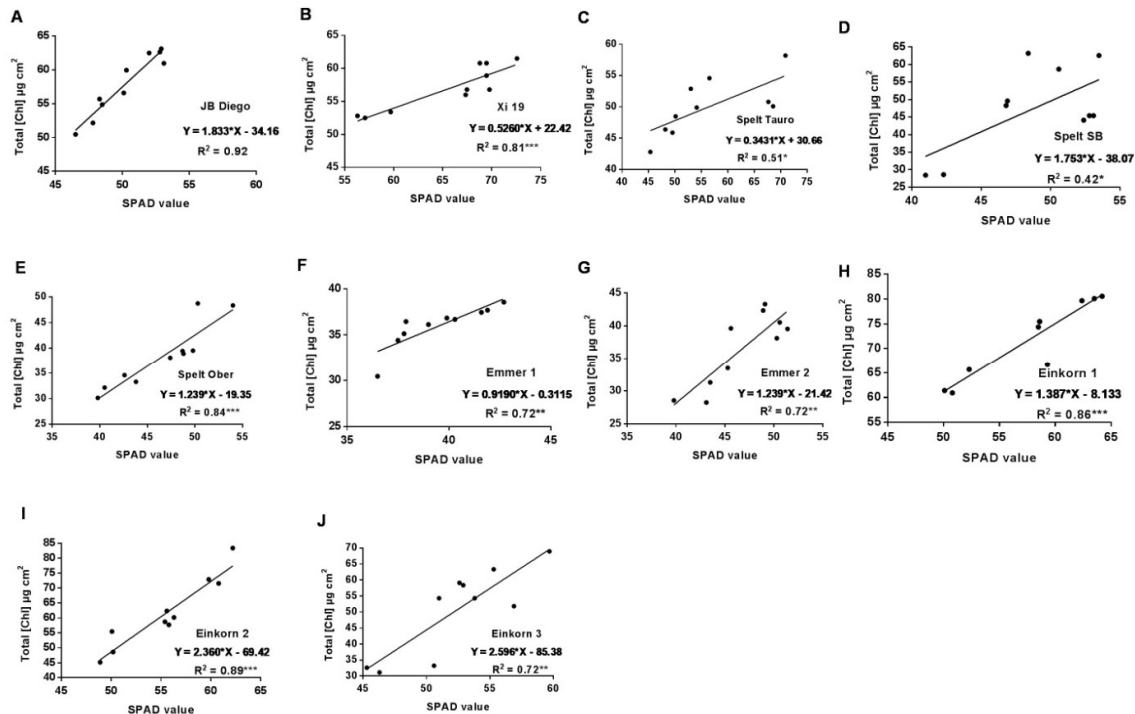 A
Total [Chl] µg cm²
65
60
55
50
45
40
40
45
50
55
60
SPAD value
JB Diego
Y = 1.833*X - 34.16
R² = 0.92
B
Total [Chl] µg cm²
65
60
55
50
45
40
55
60
65
70
75
SPAD value
Xi 19
Y = 0.5260*X + 22.42
R² = 0.81***
C
Total [Chl] µg cm²
60
55
50
45
40
40
50
60
70
80
SPAD value
Spelt Tauro
Y = 0.3431*X + 30.66
R² = 0.51*
D
Total [Chl] µg cm²
65
60
55
50
45
40
35
30
25
40
45
50
55
SPAD value
Spelt SB
Y = 1.753*X - 38.07
R² = 0.42*
E
Total [Chl] µg cm²
50
45
40
35
30
25
35
40
45
50
55
SPAD value
Spelt Ober
Y = 1.239*X - 19.35
R² = 0.84***
F
Total [Chl] µg cm²
40
35
30
25
35
40
45
SPAD value
Emmer 1
Y = 0.9190*X - 0.3115
R² = 0.72**
G
Total [Chl] µg cm²
45
40
35
30
25
35
40
45
50
55
SPAD value
Emmer 2
Y = 1.239*X - 21.42
R² = 0.72**
H
Total [Chl] µg cm²
85
80
75
70
65
60
55
45
50
55
60
65
SPAD value
Einkorn 1
Y = 1.387*X - 8.133
R² = 0.86***
I
Total [Chl] µg cm²
85
80
75
70
65
60
55
50
45
40
45
50
55
60
65
SPAD value
Einkorn 2
Y = 2.360*X - 69.42
R² = 0.89***
J
Total [Chl] µg cm²
70
65
60
55
50
45
40
35
30
45
50
55
60
SPAD value
Einkorn 3
Y = 2.596*X - 85.38
R² = 0.72**